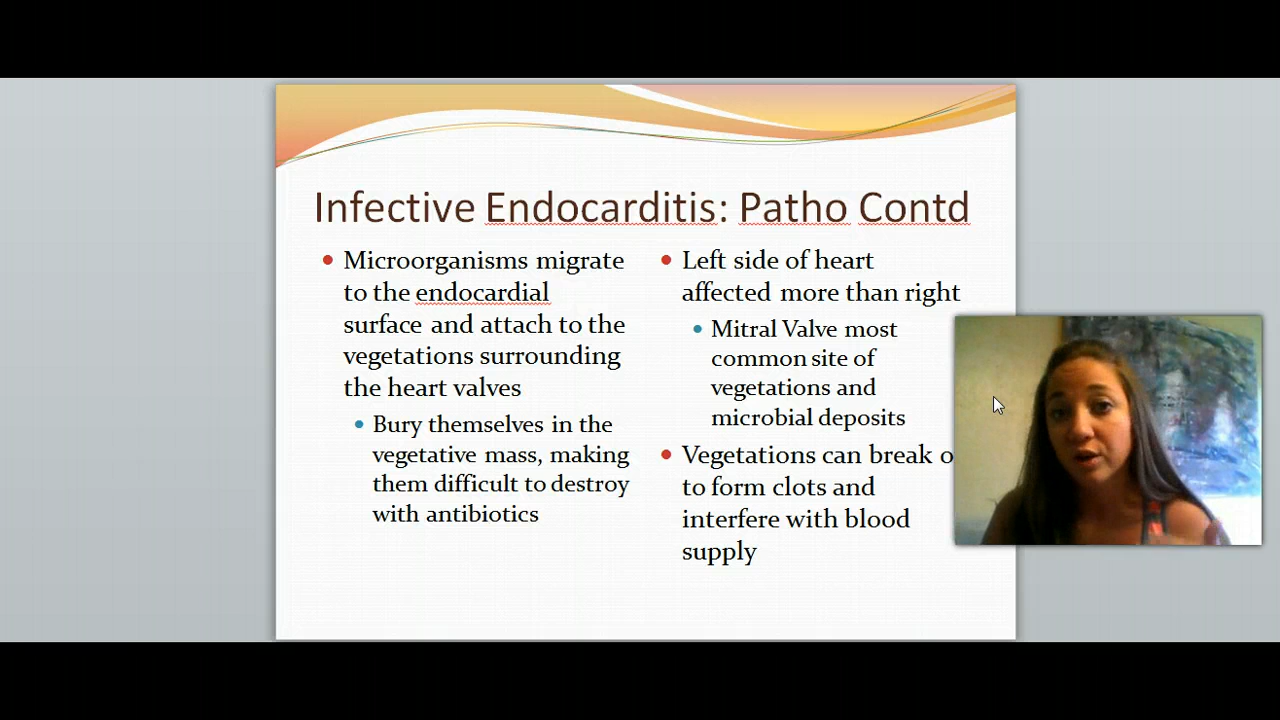 Infective Endocarditis: Patho Contd
Microorganisms migrate
to the endocardial
surface and attach to the
vegetations surrounding
the heart valves
Bury themselves in the
vegetative mass, making
them difficult to destroy
with antibiotics
Left side of heart
affected more than right
Mitral Valve most
common site of
vegetations and
microbial deposits
Vegetations can break
to form clots and
interfere with blood
supply